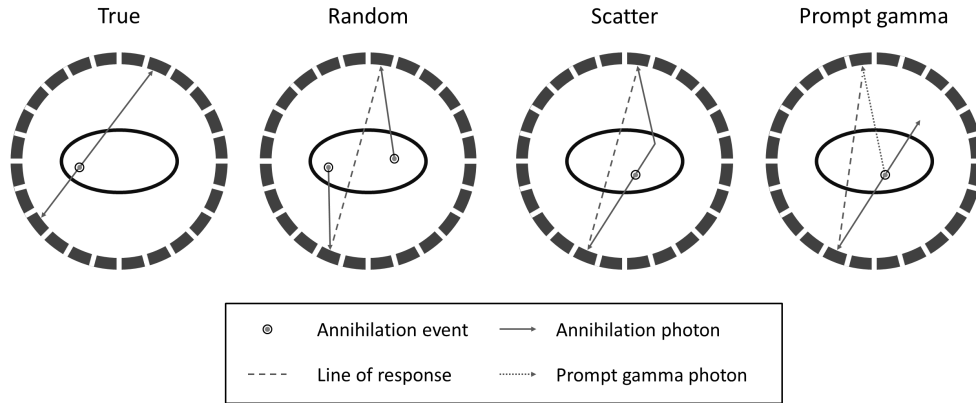 True
Random
Scatter
Prompt gamma
Annihilation event
Annihilation photon
Line of response
Prompt gamma photon